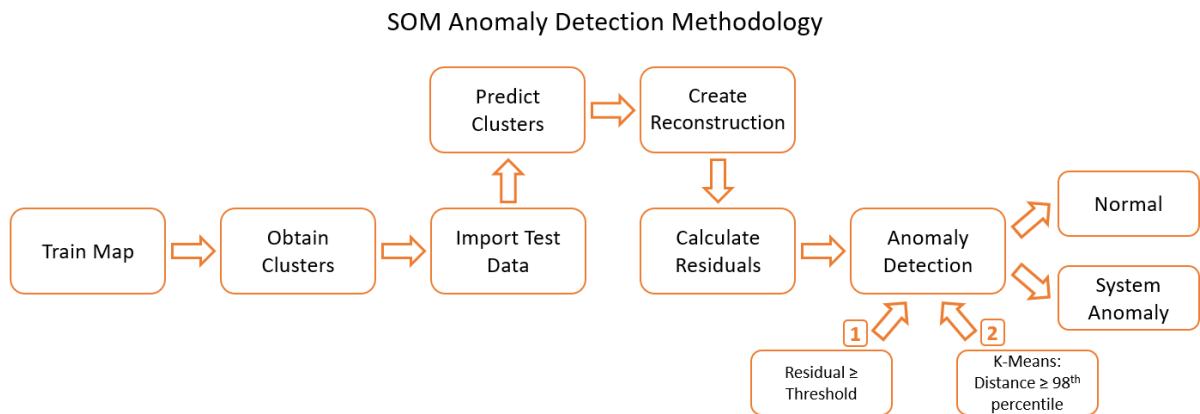 SOM Anomaly Detection Methodology
Predict
Clusters
Create
Reconstruction
Train Map
Obtain
Clusters
Import Test
Data
Calculate
Residuals
Anomaly
Detection
Normal
System
Anomaly
1
2
Residual ≥
Threshold
K-Means:
Distance ≥ 98th
percentile